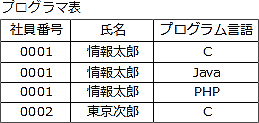 プログラマ表
社員番号 氏名 プログラム言語
0001 情報太郎 C
0001 情報太郎 Java
0001 情報太郎 PHP
0002 東京次郎 C